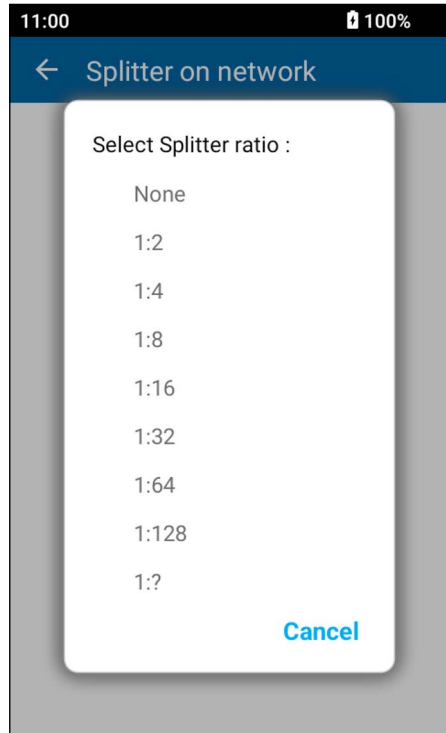 11:00 100%
Splitter on network
Select Splitter ratio :
None
1:2
1:4
1:8
1:16
1:32
1:64
1:128
1:?
Cancel